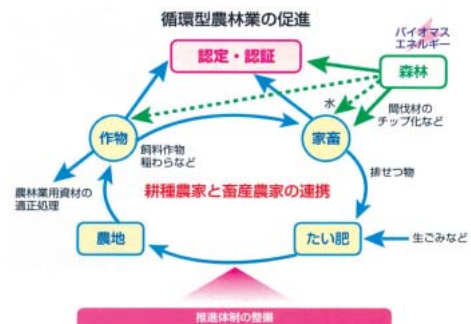 循環型農林業の促進
バイオマス
エネルギー
認定・認証
森林
水
間伐材の
チップ化など
作物
家畜
飼料作物
稲わらなど
排せつ物
農林業用資材の
適正処理
耕種農家と畜産農家の連携
農地
たい肥
生ごみなど
推進体制の整備